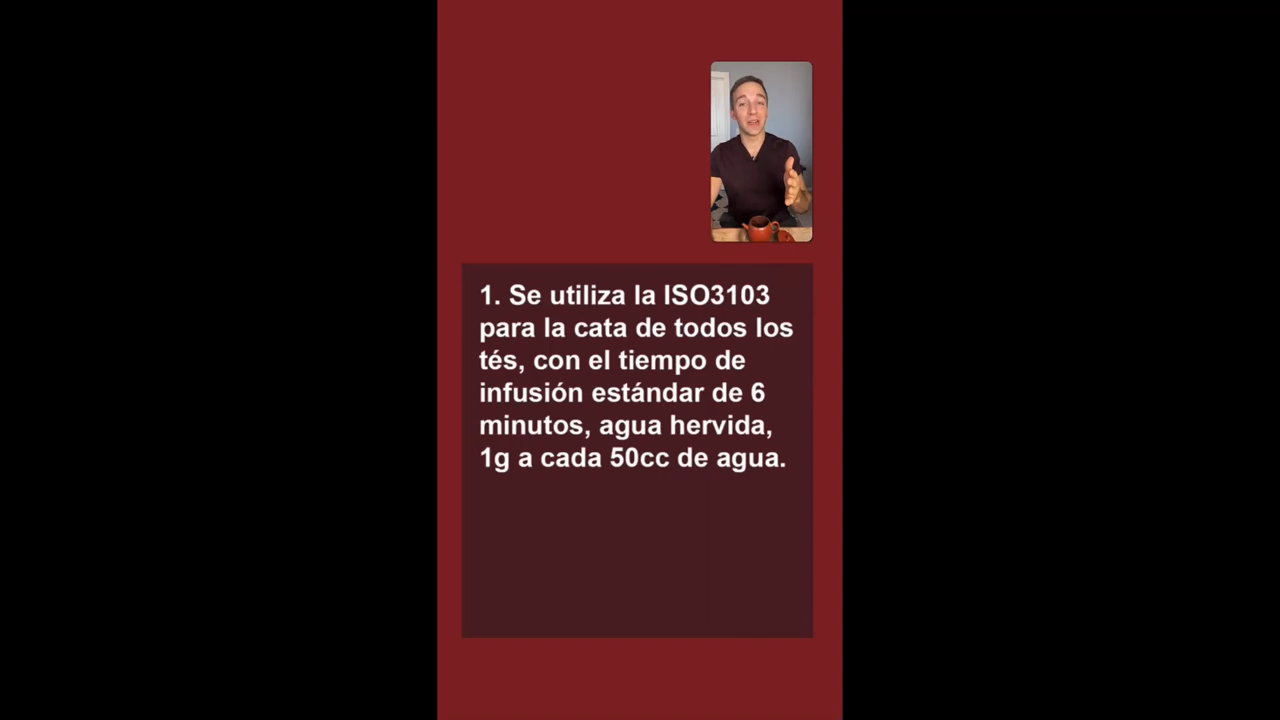 1. Se utiliza la ISO3103
para la cata de todos los
tés, con el tiempo de
infusión estándar de 6
minutos, agua hervida,
1g a cada 50cc de agua.